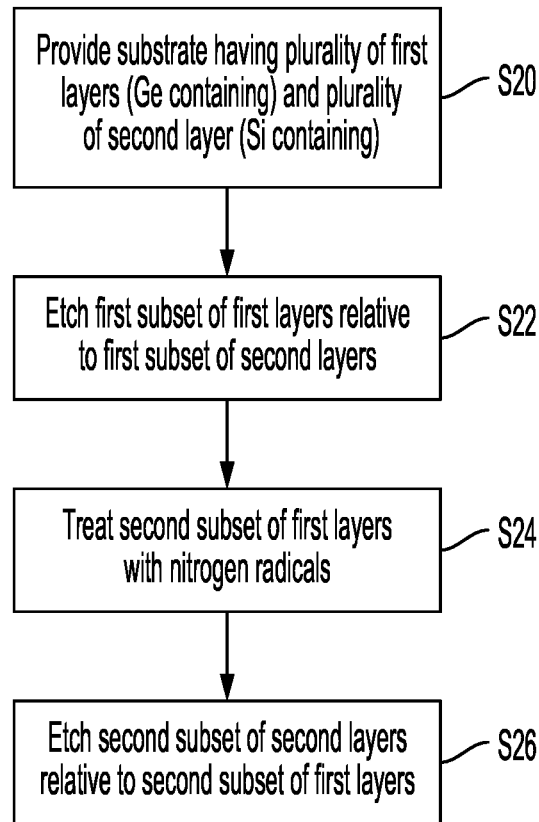 Provide substrate having plurality of first
layers (Ge containing) and plurality
of second layer (Si containing)
S20
Etch first subset of first layers relative
to first subset of second layers
S22
Treat second subset of first layers
with nitrogen radicals
S24
Etch second subset of second layers
relative to second subset of first layers
S26